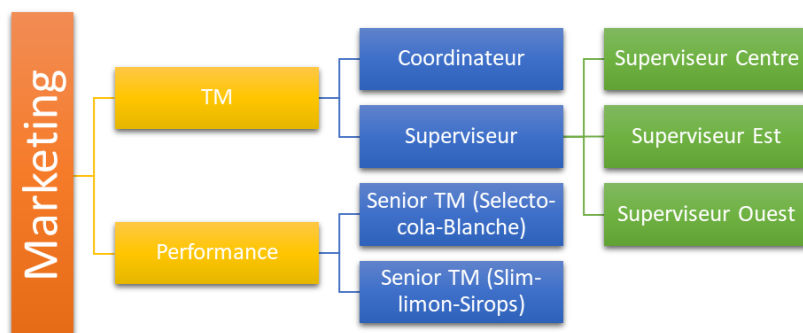 Marketing
TM
Performance
Coordinateur
Superviseur
Senior TM (Selecto-
cola-Blanche)
Senior TM (Slim-
limon-Sirops)
Superviseur Centre
Superviseur Est
Superviseur Ouest